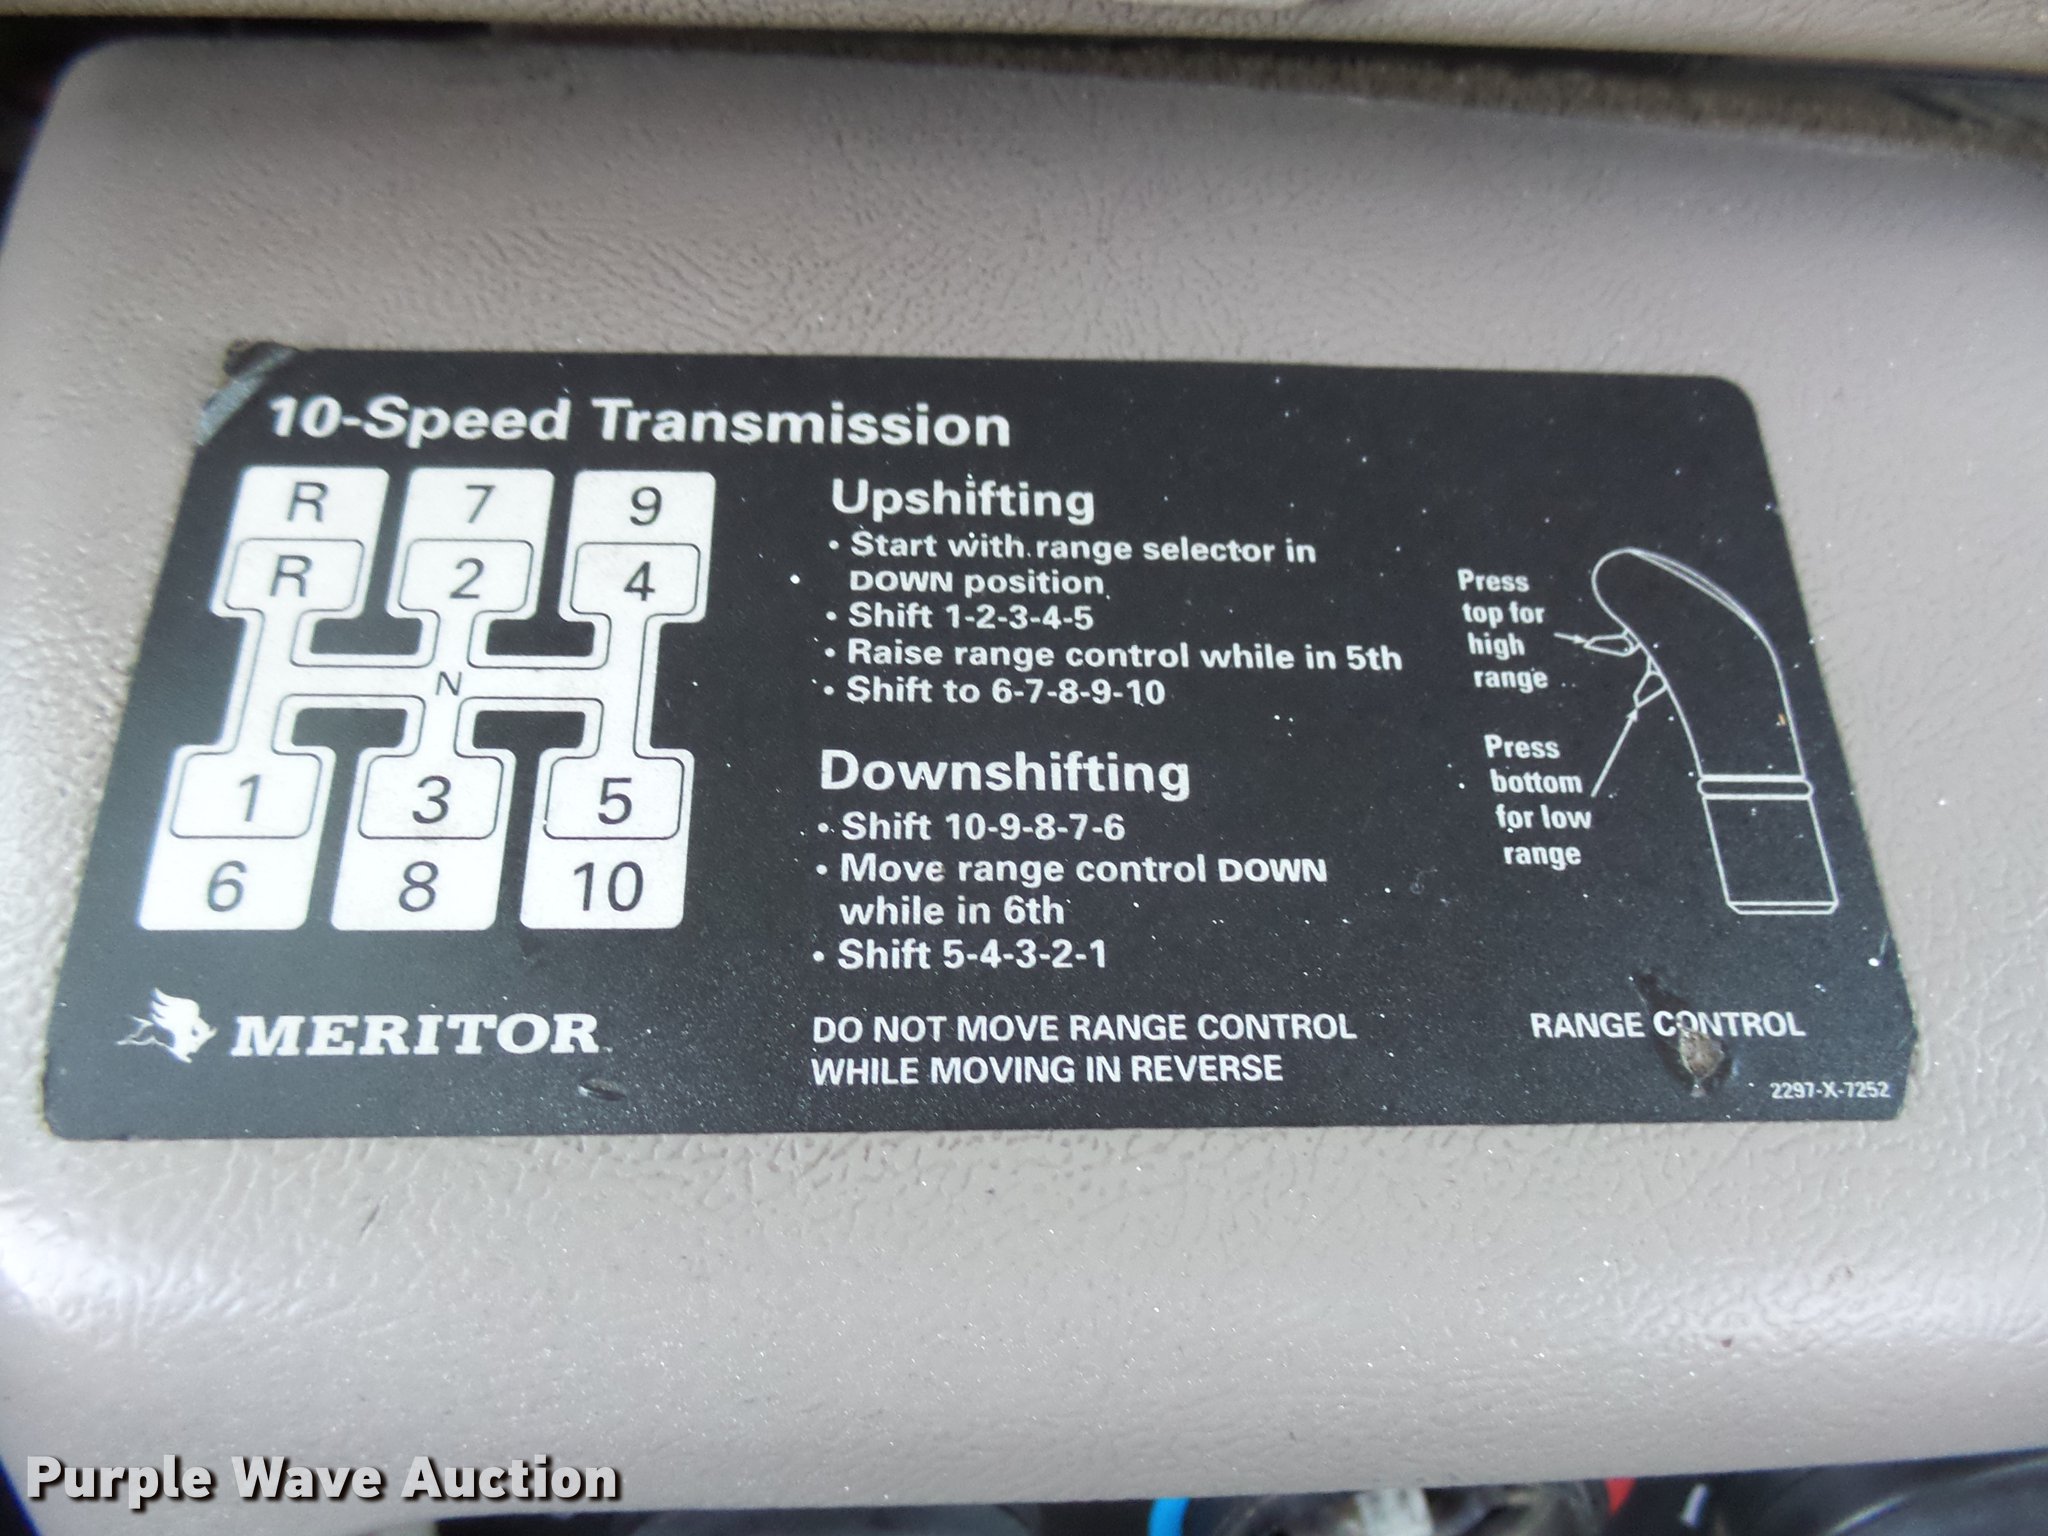 10-Speed Transmission
R 7 9
R 2 4
N
1 3 5
6 8 10
MERITOR
Upshifting
• Start with range selector in
DOWN position
• Shift 1-2-3-4-5
• Raise range control while in 5th
• Shift to 6-7-8-9-10
Downshifting
• Shift 10-9-8-7-6
• Move range control DOWN
while in 6th
• Shift 5-4-3-2-1
DO NOT MOVE RANGE CONTROL
WHILE MOVING IN REVERSE
Press
top for
high
range
Press
bottom
for low
range
RANGE CONTROL
2297-X-7252
Purple Wave Auction